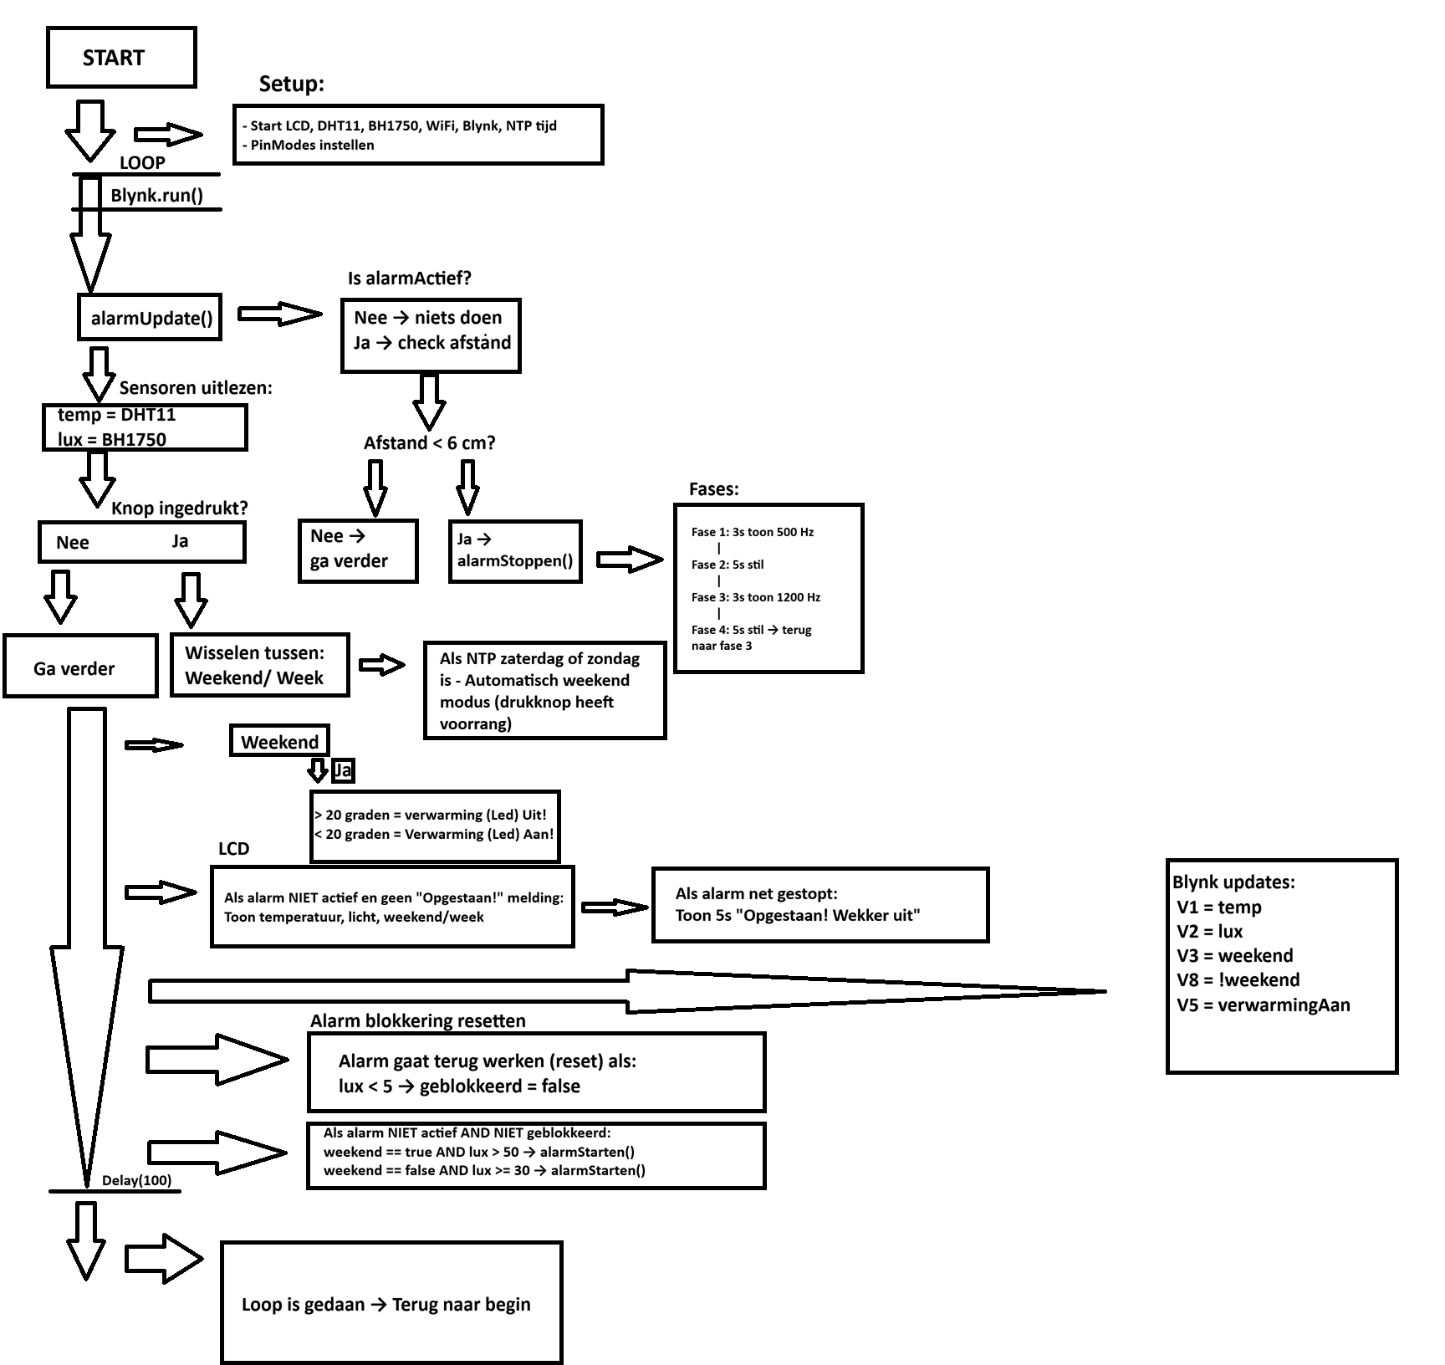 START
Setup:
- Start LCD, DHT11, BH1750, WiFi, Blynk, NTP tijd
- PinModes instellen
LOOP
Blynk.run()
alarmUpdate()
Is alarmActief?
Nee → niets doen
Ja → check afstand
Sensoren uitlezen:
temp = DHT11
lux = BH1750
Afstand < 6 cm?
Nee →
ga verder
Ja →
alarmStoppen()
Fases:
Fase 1: 3s toon 500 Hz
|
Fase 2: 5s stil
|
Fase 3: 3s toon 1200 Hz
|
Fase 4: 5s stil → terug
naar fase 3
Knop ingedrukt?
Nee Ja
Ga verder
Wisselen tussen:
Weekend/ Week
Als NTP zaterdag of zondag
is - Automatisch weekend
modus (drukknop heeft
voorrang)
Weekend
Ja
> 20 graden = verwarming (Led) Uit!
< 20 graden = Verwarming (Led) Aan!
LCD
Als alarm NIET actief en geen "Opgestaan!" melding:
Toon temperatuur, licht, weekend/week
Als alarm net gestopt:
Toon 5s "Opgestaan! Wekker uit"
Blynk updates:
V1 = temp
V2 = lux
V3 = weekend
V8 = !weekend
V5 = verwarmingAan
Alarm blokkering resetten
Alarm gaat terug werken (reset) als:
lux < 5 → geblokkeerd = false
Als alarm NIET actief AND NIET geblokkeerd:
weekend == true AND lux > 50 → alarmStarten()
weekend == false AND lux >= 30 → alarmStarten()
Delay(100)
Loop is gedaan → Terug naar begin